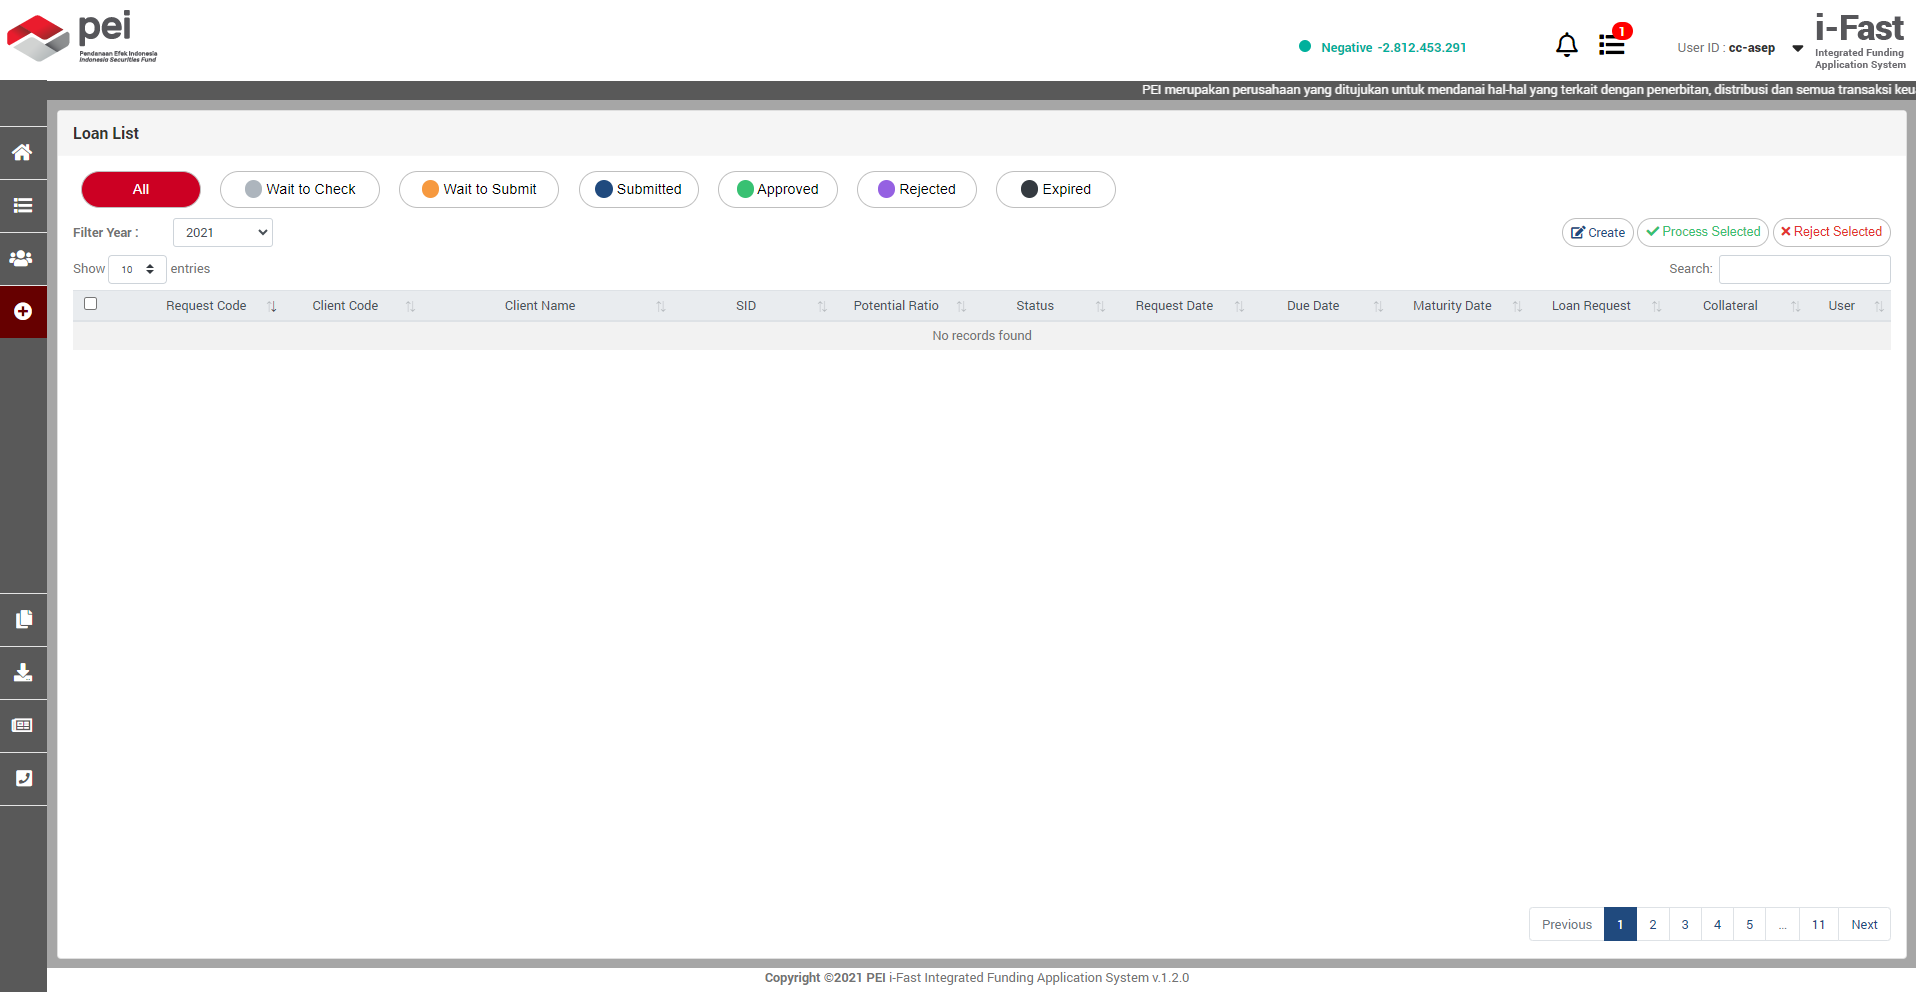 pei
Pendanaan Efek Indonesia
Indonesia Securities Fund
Negative -2.812.453.291
1
User ID : cc-asep
i-Fast
Integrated Funding
Application System
PEI merupakan perusahaan yang ditujukan untuk mendanai hal-hal yang terkait dengan penerbitan, distribusi dan semua transaksi keu
Loan List
All
Wait to Check
Wait to Submit
Submitted
Approved
Rejected
Expired
Filter Year :
2021
Create
Process Selected
Reject Selected
Show 10 entries
Search:
Request Code Client Code Client Name SID Potential Ratio Status Request Date Due Date Maturity Date Loan Request Collateral User
No records found
Previous 1 2 3 4 5 ... 11 Next
Copyright ©2021 PEI i-Fast Integrated Funding Application System v.1.2.0